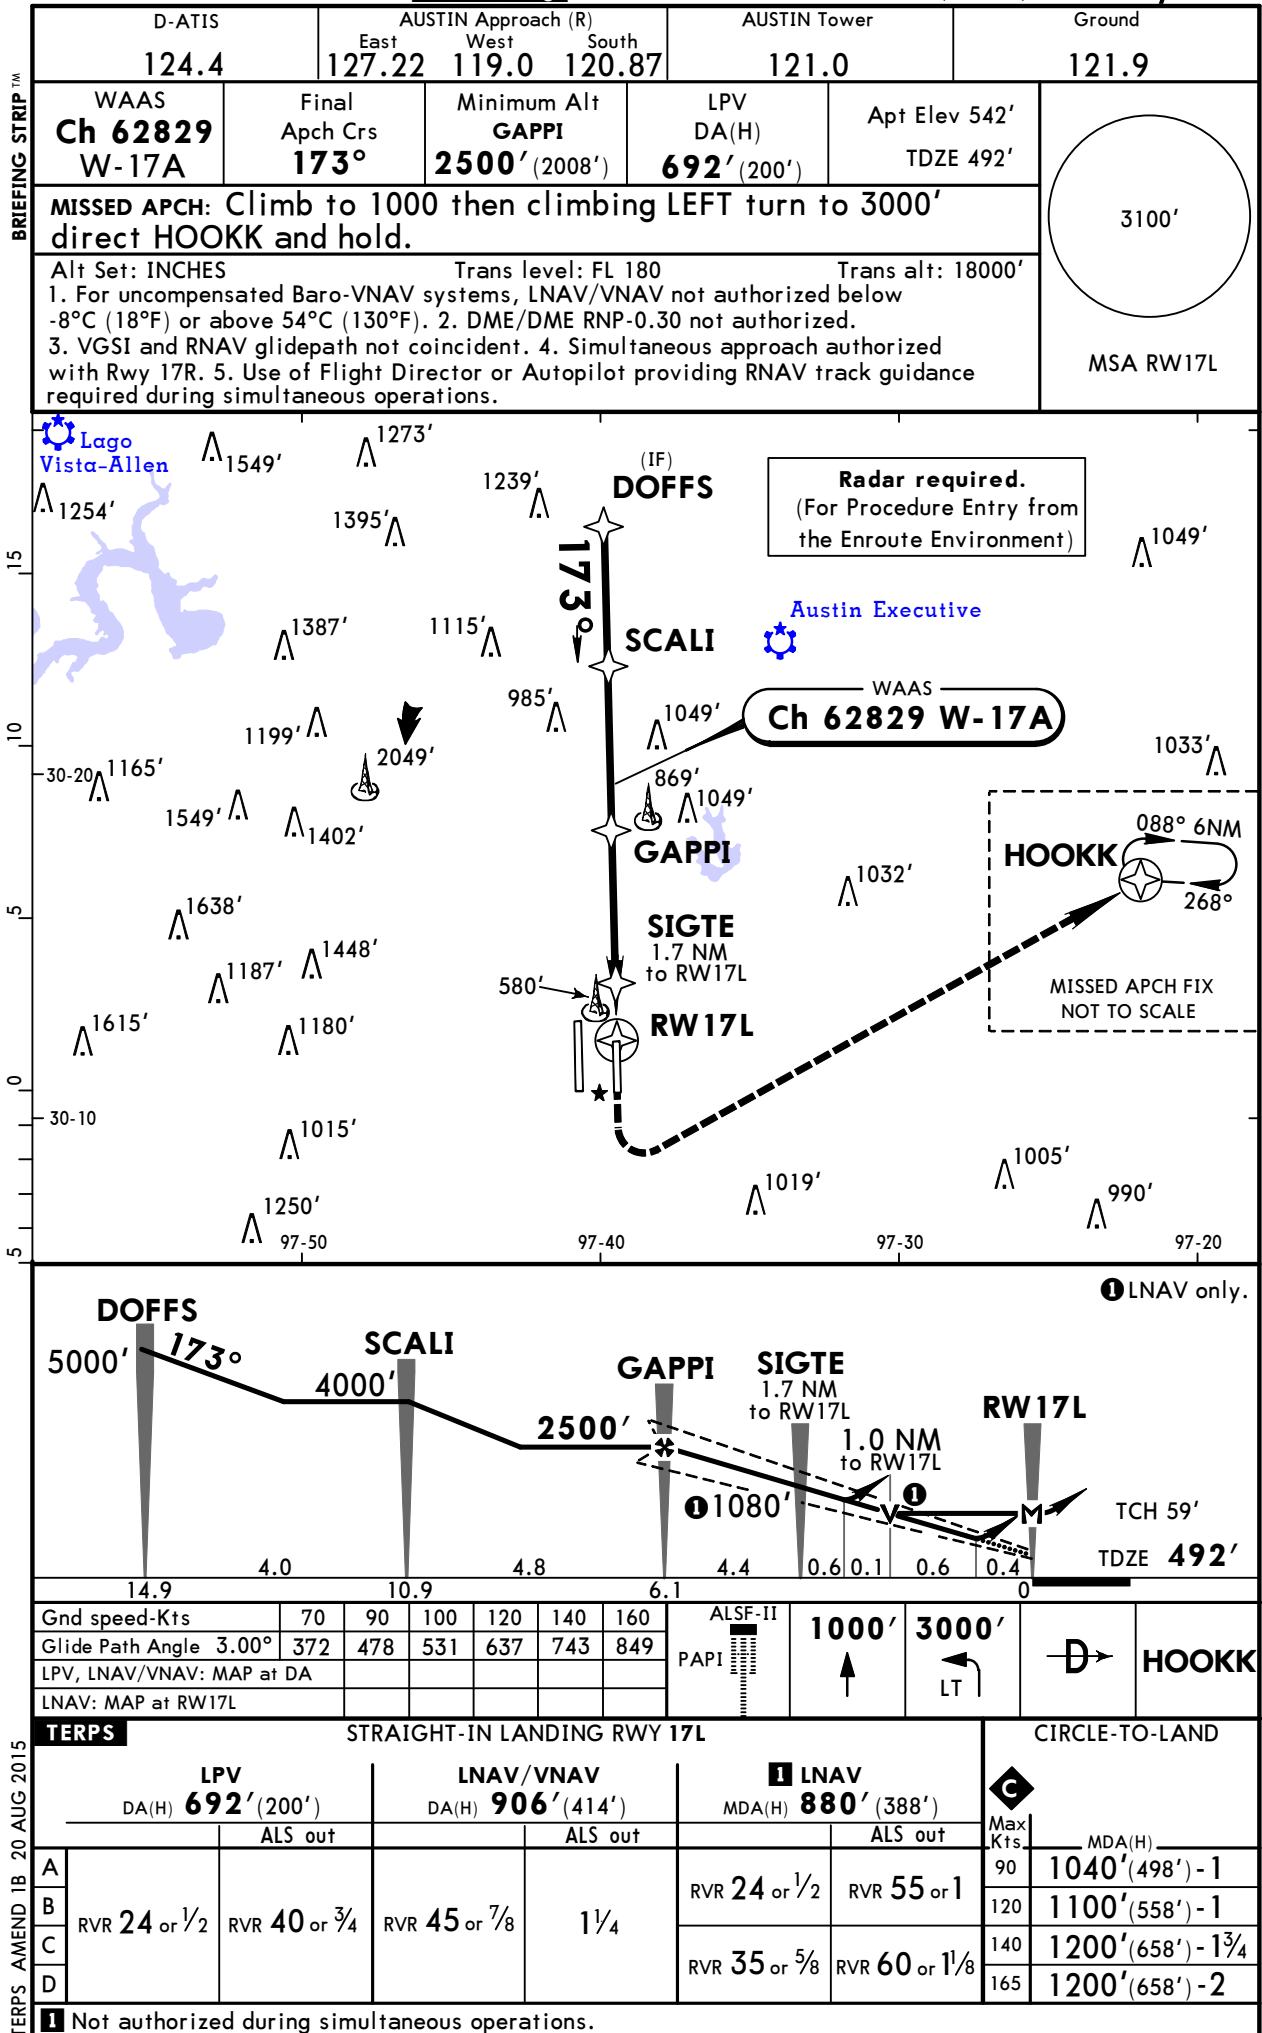 D-ATIS
124.4
AUSTIN Approach (R)
East West South
127.22 119.0 120.87
AUSTIN Tower
121.0
Ground
121.9
BRIEFING STRIP TM
WAAS
Ch 62829
W-17A
Final
Apch Crs
173°
Minimum Alt
GAPPI
2500' (2008')
LPV
DA(H)
692' (200')
Apt Elev 542'
TDZE 492'
3100'
MSA RW17L
MISSED APCH: Climb to 1000 then climbing LEFT turn to 3000'
direct HOOKK and hold.
Alt Set: INCHES Trans level: FL 180 Trans alt: 18000'
1. For uncompensated Baro-VNAV systems, LNAV/VNAV not authorized below
-8°C (18°F) or above 54°C (130°F). 2. DME/DME RNP-0.30 not authorized.
3. VGSI and RNAV glidepath not coincident. 4. Simultaneous approach authorized
with Rwy 17R. 5. Use of Flight Director or Autopilot providing RNAV track guidance
required during simultaneous operations.
Lago
Vista-Allen
1254'
1549'
1273'
1239'
1395'
(IF)
DOFFS
Radar required.
(For Procedure Entry from
the Enroute Environment)
1049'
15
173°
Austin Executive
1387'
1115'
SCALI
985'
1049'
WAAS
Ch 62829 W-17A
10
1199'
2049'
1033'
30-20
1165'
869'
1049'
1549'
1402'
GAPPI
088° 6NM
HOOKK
268°
1032'
5
1638'
SIGTE
1.7 NM
to RW17L
1448'
1187'
580'
MISSED APCH FIX
NOT TO SCALE
1615'
1180'
RW17L
0
30-10
1015'
1005'
1019'
990'
1250'
5
97-50
97-40
97-30
97-20
1 LNAV only.
DOFFS
5000'
173°
SCALI
4000'
GAPPI
2500'
SIGTE
1.7 NM
to RW17L
1.0 NM
to RW17L
RW17L
1
1 1080'
V
M
TCH 59'
TDZE 492'
4.0 4.8 4.4 0.6 0.1 0.6 0.4
14.9 10.9 6.1 0
Gnd speed-Kts 70 90 100 120 140 160
Glide Path Angle 3.00° 372 478 531 637 743 849
LPV, LNAV/VNAV: MAP at DA
LNAV: MAP at RW17L
ALSF-II
PAPI
1000'
3000'
LT
D
HOOKK
TERPS
STRAIGHT-IN LANDING RWY 17L
CIRCLE-TO-LAND
LPV
DA(H) 692' (200')
LNAV/VNAV
DA(H) 906' (414')
1 LNAV
MDA(H) 880' (388')
C
ALS out
ALS out
ALS out
Max
Kts
MDA(H)
A
B
C
D
RVR 24 or 1/2
RVR 40 or 3/4
RVR 45 or 7/8
1 1/4
RVR 24 or 1/2
RVR 55 or 1
RVR 35 or 5/8
RVR 60 or 1 1/8
90 1040' (498') - 1
120 1100' (558') - 1
140 1200' (658') - 1 3/4
165 1200' (658') - 2
1 Not authorized during simultaneous operations.
TERPS AMEND 1B 20 AUG 2015